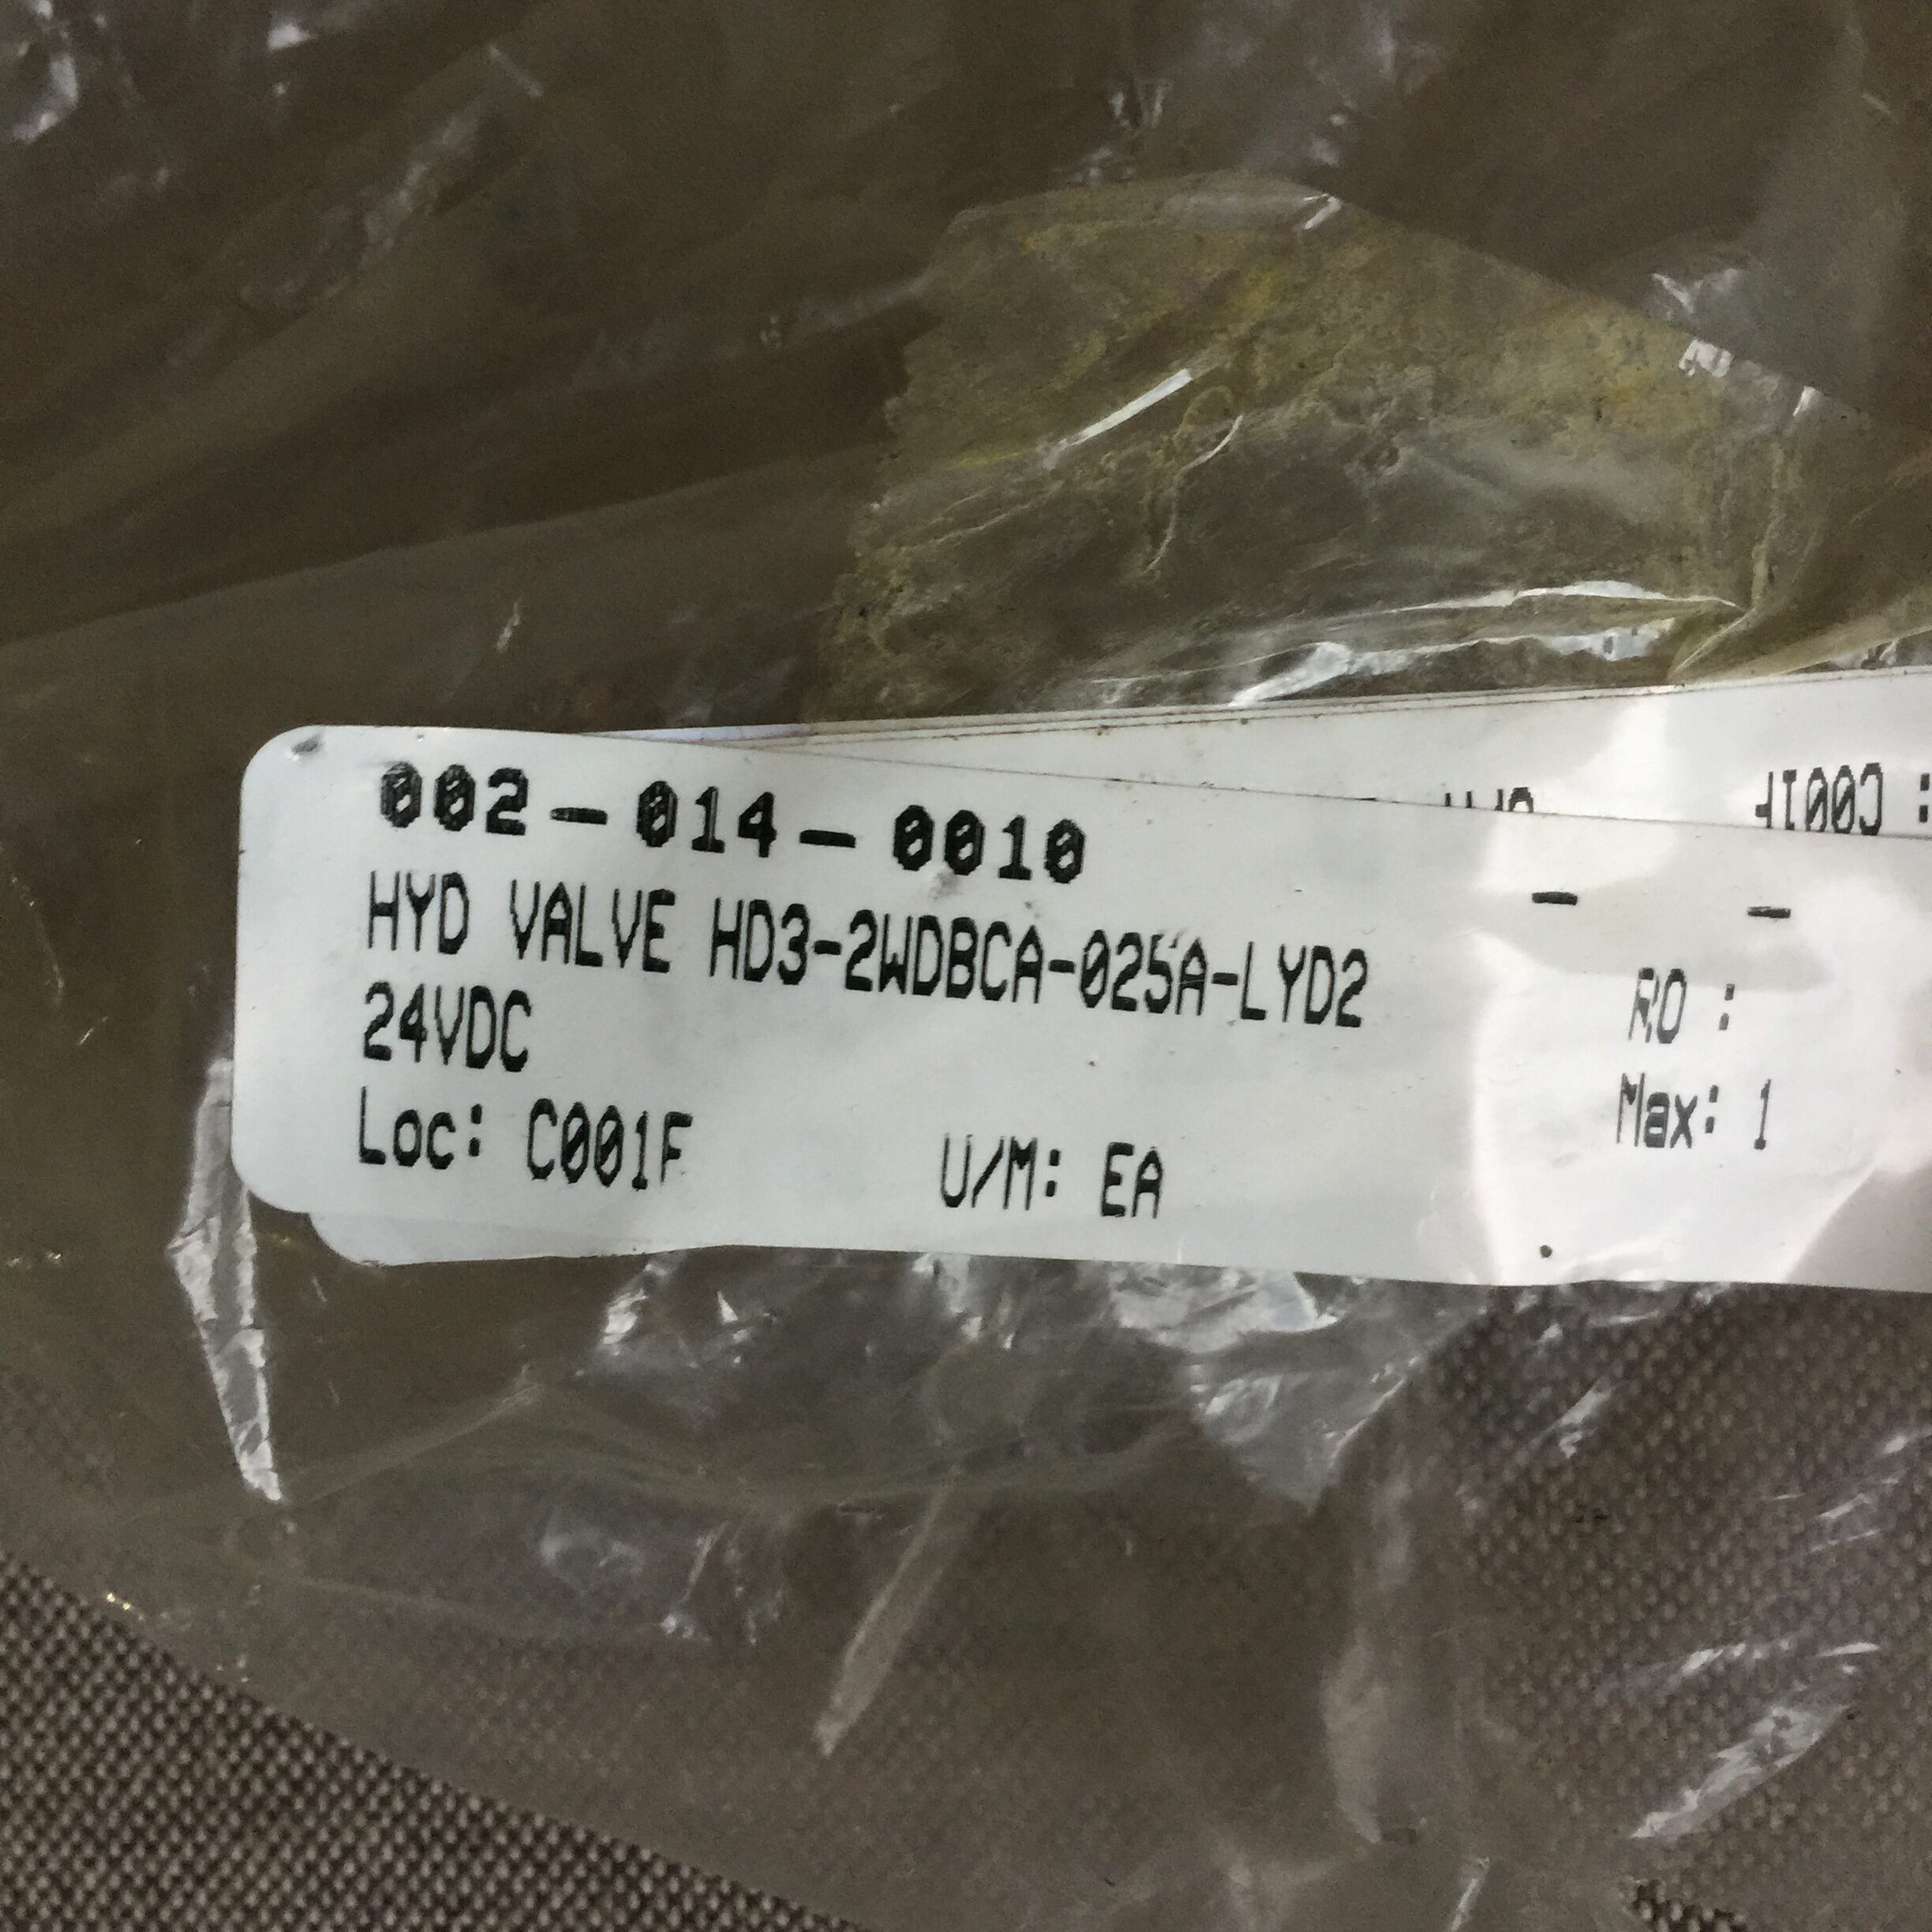 002-014-0010
- -
HYD VALVE HD3-2WDBCA-025A-LYD2
RO :
24VDC
Max: 1
Loc: C001F U/M: EA